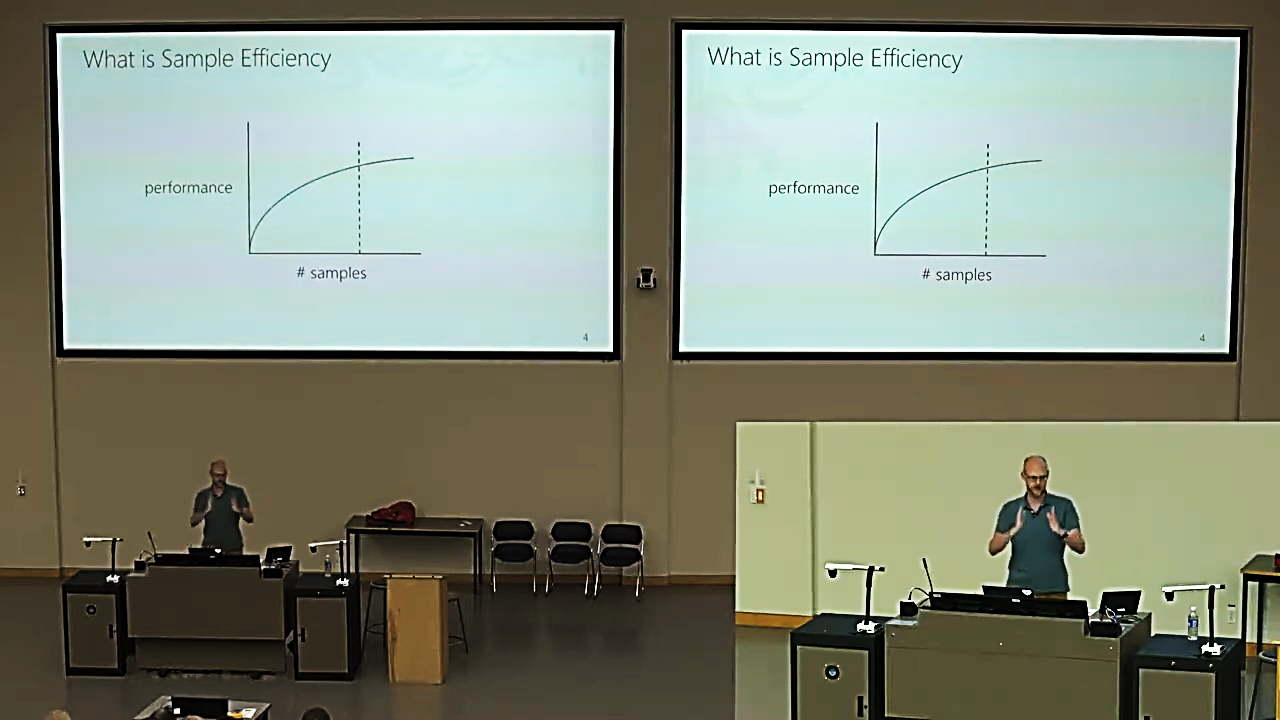 What is Sample Efficiency
performance
# samples
4
What is Sample Efficiency
performance
# samples
4